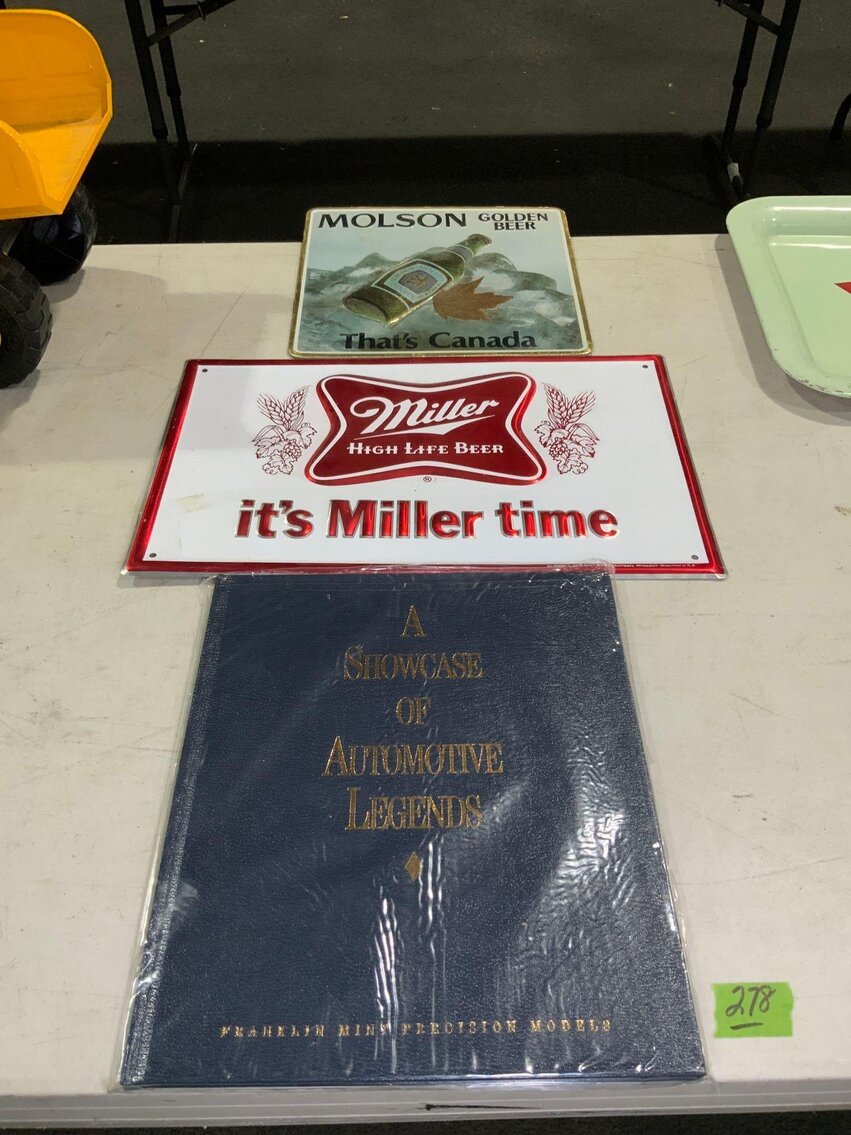 MOLSON GOLDEN BEER
That's Canada
Miller
HIGH LIFE BEER
®
it's Miller time
A
SHOWCASE
OF
AUTOMOTIVE
LEGENDS
FRANKLIN MINT PRECISION MODELS
278